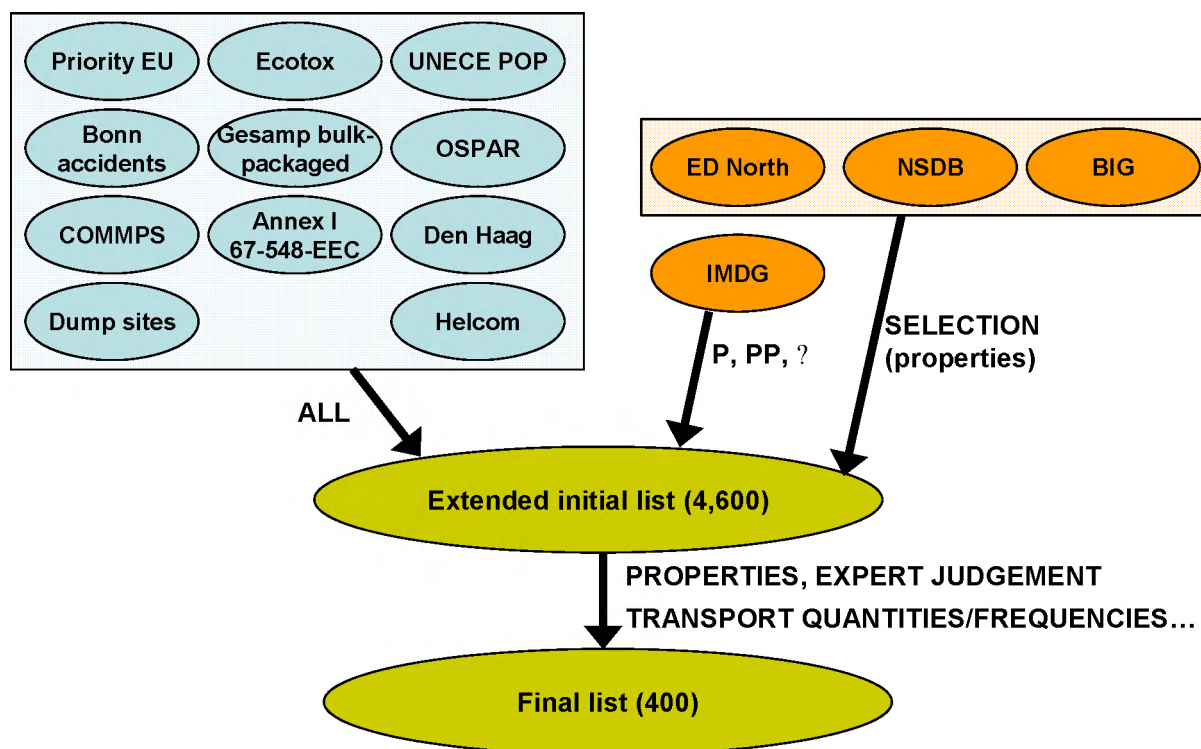 Priority EU
Ecotox
UNECE POP
Bonn
accidents
Gesamp bulk-
packaged
OSPAR
COMMPS
Annex I
67-548-EEC
Den Haag
Dump sites
Helcom
ED North
NSDB
BIG
IMDG
ALL
P, PP, ?
SELECTION
(properties)
Extended initial list (4,600)
PROPERTIES, EXPERT JUDGEMENT
TRANSPORT QUANTITIES/FREQUENCIES…
Final list (400)